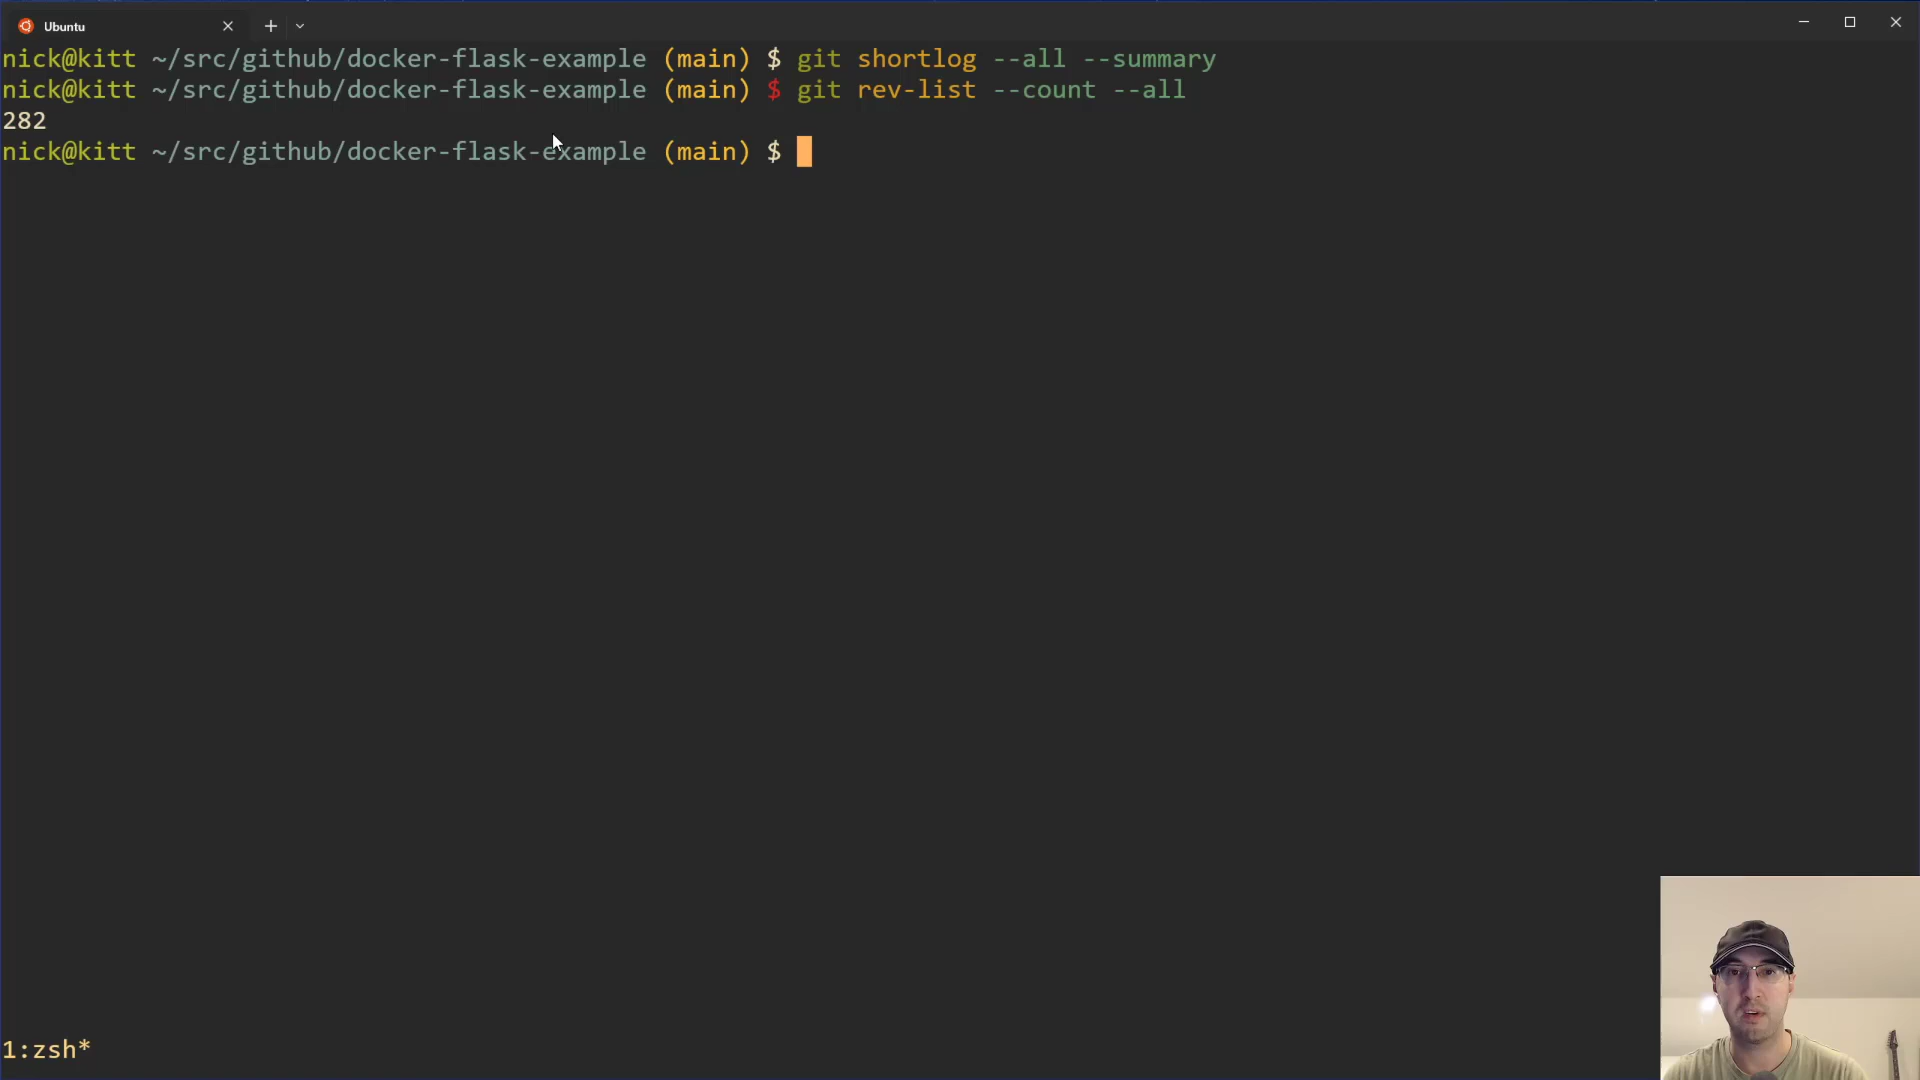 Ubuntu
nick@kitt ~/src/github/docker-flask-example (main) $ git shortlog --all --summary
nick@kitt ~/src/github/docker-flask-example (main) $ git rev-list --count --all
282
nick@kitt ~/src/github/docker-flask-example (main) $
1:zsh*